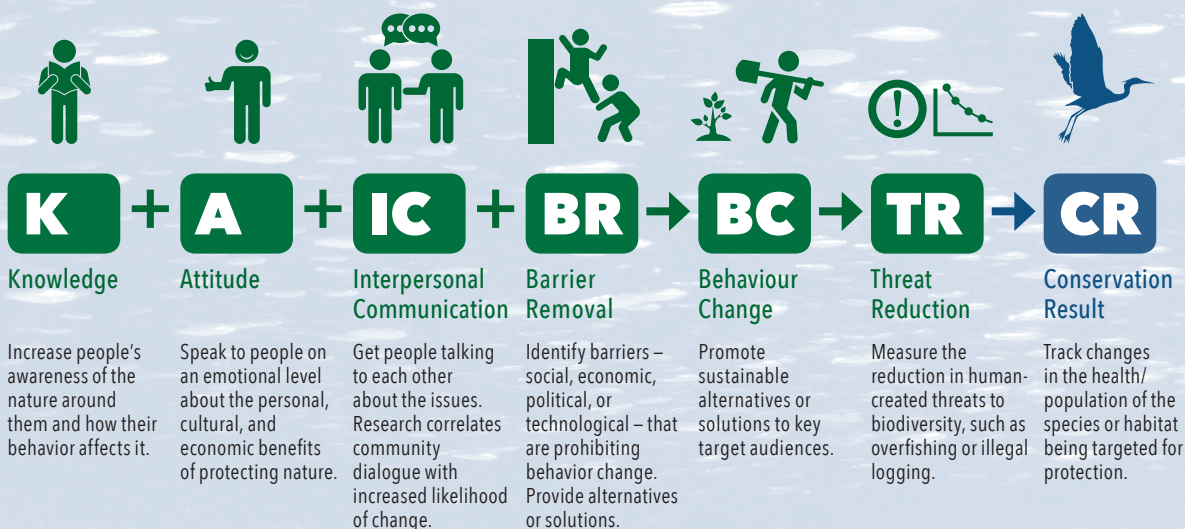 K + A + IC + BR → BC → TR → CR
Knowledge
Increase people's
awareness of the
nature around
them and how their
behavior affects it.
Attitude
Speak to people on
an emotional level
about the personal,
cultural, and
economic benefits
of protecting nature.
Interpersonal
Communication
Get people talking
to each other
about the issues.
Research correlates
community
dialogue with
increased likelihood
of change.
Barrier
Removal
Identify barriers –
social, economic,
political, or
technological – that
are prohibiting
behavior change.
Provide alternatives
or solutions.
Behaviour
Change
Promote
sustainable
alternatives or
solutions to key
target audiences.
Threat
Reduction
Measure the
reduction in human-
created threats to
biodiversity, such as
overfishing or illegal
logging.
Conservation
Result
Track changes
in the health/
population of the
species or habitat
being targeted for
protection.